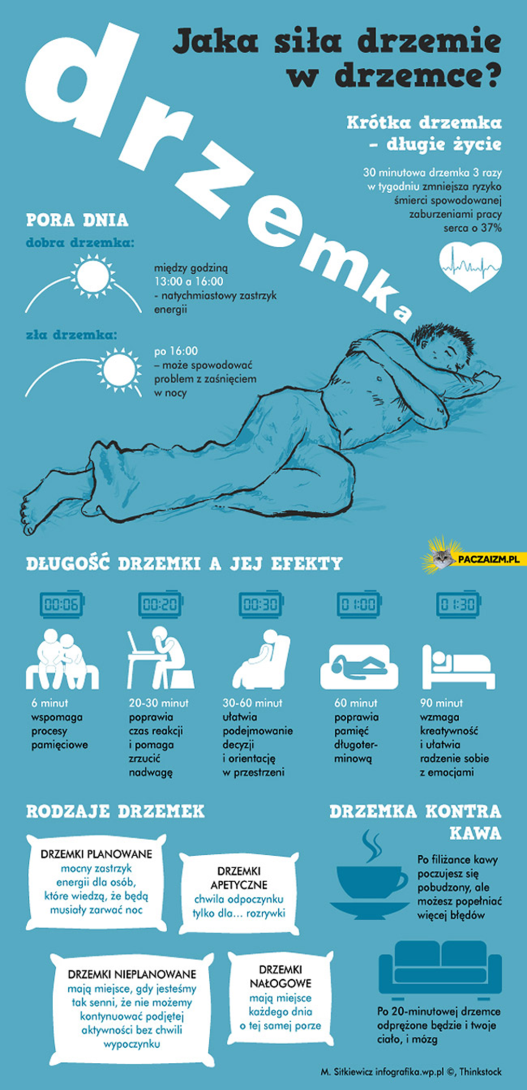 Jaka siła drzemie
w drzemce?
drzemka
Krótka drzemka
– długie życie
30 minutowa drzemka 3 razy
w tygodniu zmniejsza ryzyko
śmierci spowodowanej
zaburzeniami pracy
serca o 37%
PORA DNIA
dobra drzemka:
między godziną
13:00 a 16:00
- natychmiastowy zastrzyk
energii
zła drzemka:
po 16:00
– może spowodować
problem z zaśnięciem
w nocy
PACZAIZM.PL
DŁUGOŚĆ DRZEMKI A JEJ EFEKTY
00:06
00:20
00:30
01:00
01:30
6 minut
wspomaga
procesy
pamięciowe
20-30 minut
poprawia
czas reakcji
i pomaga
zrzucić
nadwagę
30-60 minut
ułatwia
podejmowanie
decyzji
i orientację
w przestrzeni
60 minut
poprawia
pamięć
długoter-
minową
90 minut
wzmaga
kreatywność
i ułatwia
radzenie sobie
z emocjami
RODZAJE DRZEMEK
DRZEMKI PLANOWANE
mocny zastrzyk
energii dla osób,
które wiedzą, że będą
musiały zarwać noc
DRZEMKI
APETYCZNE
chwila odpoczynku
tylko dla... rozrywki
DRZEMKI NIEPLANOWANE
mają miejsce, gdy jesteśmy
tak senni, że nie możemy
kontynuować podjętej
aktywności bez chwili
wypoczynku
DRZEMKI
NAŁOGOWE
mają miejsce
każdego dnia
o tej samej porze
DRZEMKA KONTRA
KAWA
Po filiżance kawy
poczujesz się
pobudzony, ale
możesz popełniać
więcej błędów
Po 20-minutowej drzemce
odprężone będzie i twoje
ciało, i mózg
M. Sitkiewicz infografika.wp.pl ©, Thinkstock